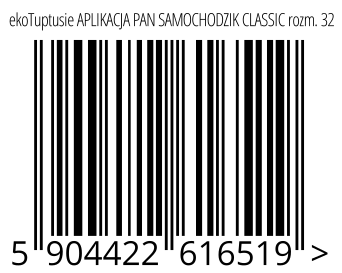 ekoTuptusie APLIKACJA PAN SAMOCHODZIK CLASSIC rozm. 32
5 904422 616519 >